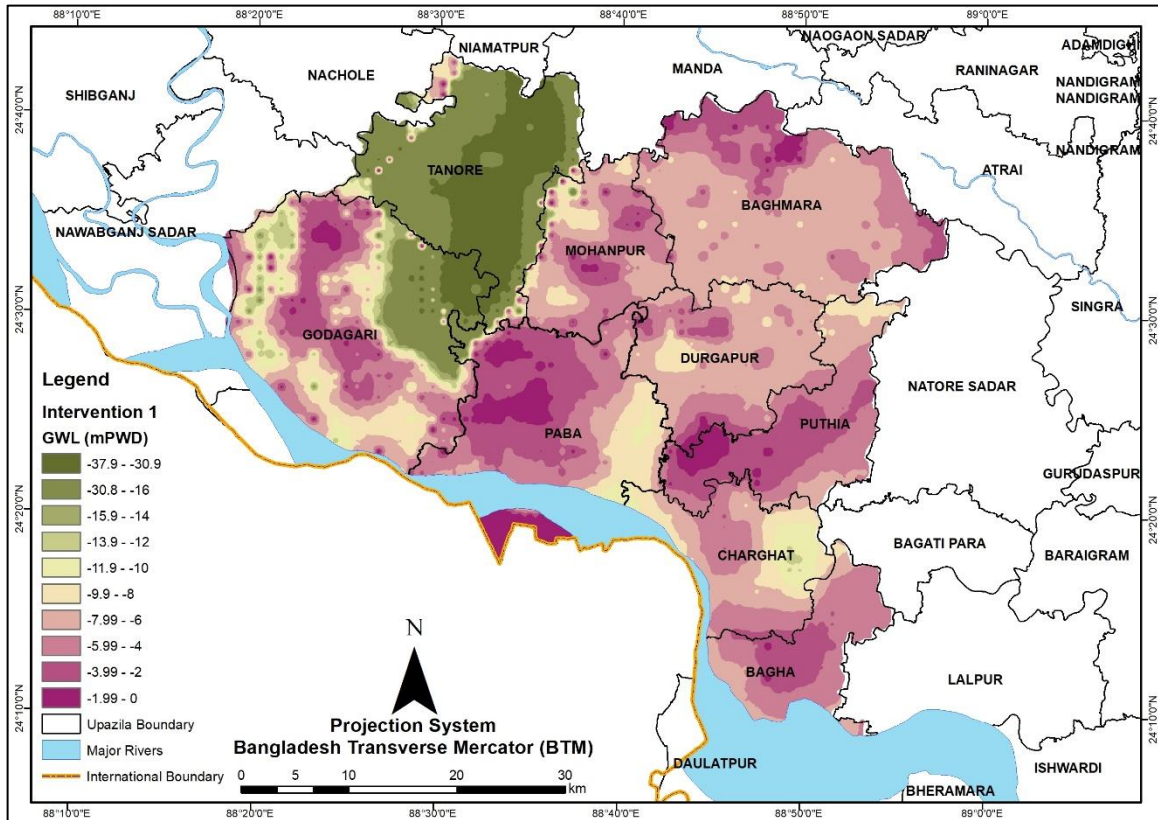 88°10'0"E
88°20'0"E
88°30'0"E
88°40'0"E
88°50'0"E
89°0'0"E
NIAMATPUR
NAOGAON SADAR
ADAMDIGHI
NACHOLE
MANDA
RANINAGAR
NANDIGRAM
NANDIGRAM
SHIBGANJ
24°40'0"N
24°40'0"N
NANDIGRAM
TANORE
ATRAI
BAGHMARA
NAWABGANJ SADAR
MOHANPUR
24°30'0"N
24°30'0"N
SINGRA
GODAGARI
DURGAPUR
NATORE SADAR
PUTHIA
PABA
GURUDASPUR
24°20'0"N
24°20'0"N
CHARGHAT
BAGATI PARA
BARAIGRAM
BAGHA
LALPUR
24°10'0"N
24°10'0"N
DAULATPUR
ISHWARDI
BHERAMARA
Legend
Intervention 1
GWL (mPWD)
-37.9 - -30.9
-30.8 - -16
-15.9 - -14
-13.9 - -12
-11.9 - -10
-9.9 - -8
-7.99 - -6
-5.99 - -4
-3.99 - -2
-1.99 - 0
Upazila Boundary
Major Rivers
International Boundary
N
Projection System
Bangladesh Transverse Mercator (BTM)
0 5 10 20 30
km
88°10'0"E
88°20'0"E
88°30'0"E
88°40'0"E
88°50'0"E
89°0'0"E